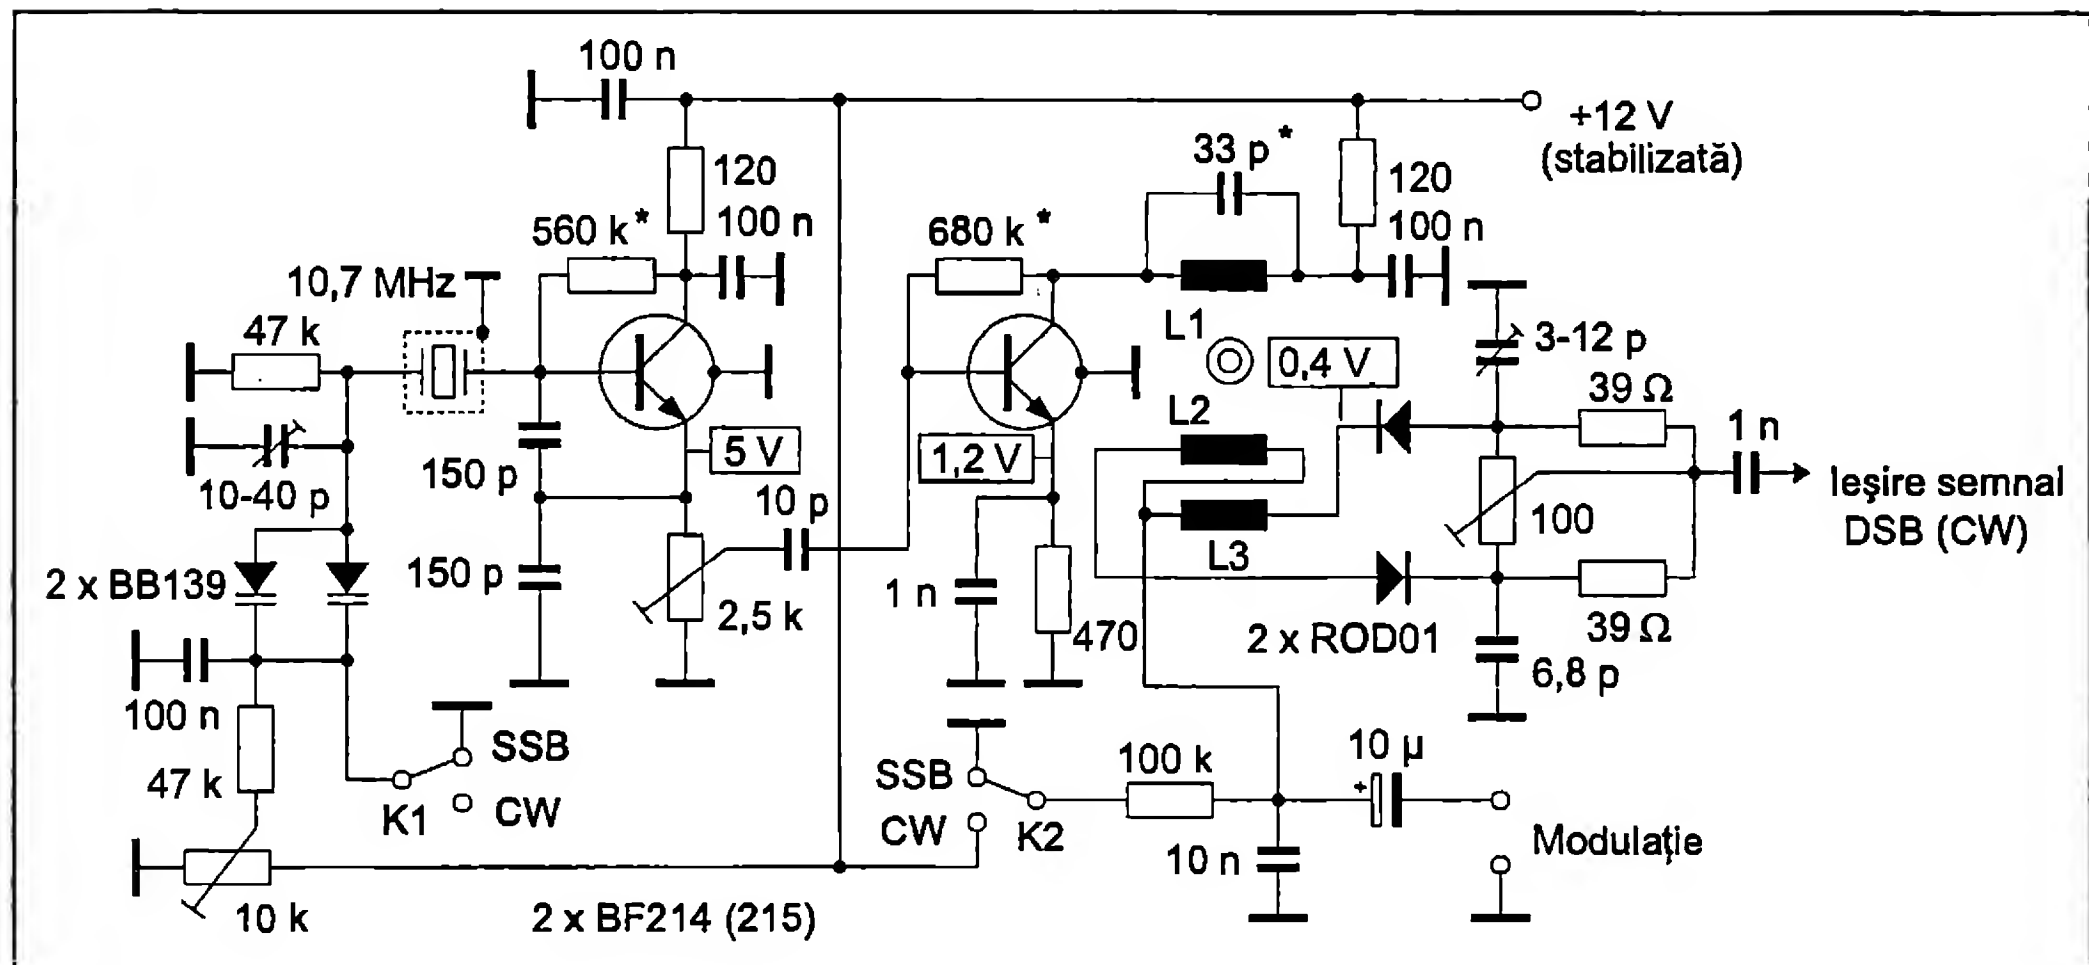 100 n
+12 V
(stabilizată)
33 p*
120
120
100 n
100 n
560 k*
680 k*
10,7 MHz
47 k
L1
0,4 V
3-12 p
39 Ω
L2
1 n
5 V
1,2 V
10-40 p
150 p
10 p
Ieşire semnal
DSB (CW)
100
L3
2 x BB139
150 p
2,5 k
1 n
470
2 x ROD01
39 Ω
6,8 p
100 n
SSB
47 k
K1
CW
SSB
CW
K2
100 k
10 µ
+
Modulaţie
10 n
10 k
2 x BF214 (215)